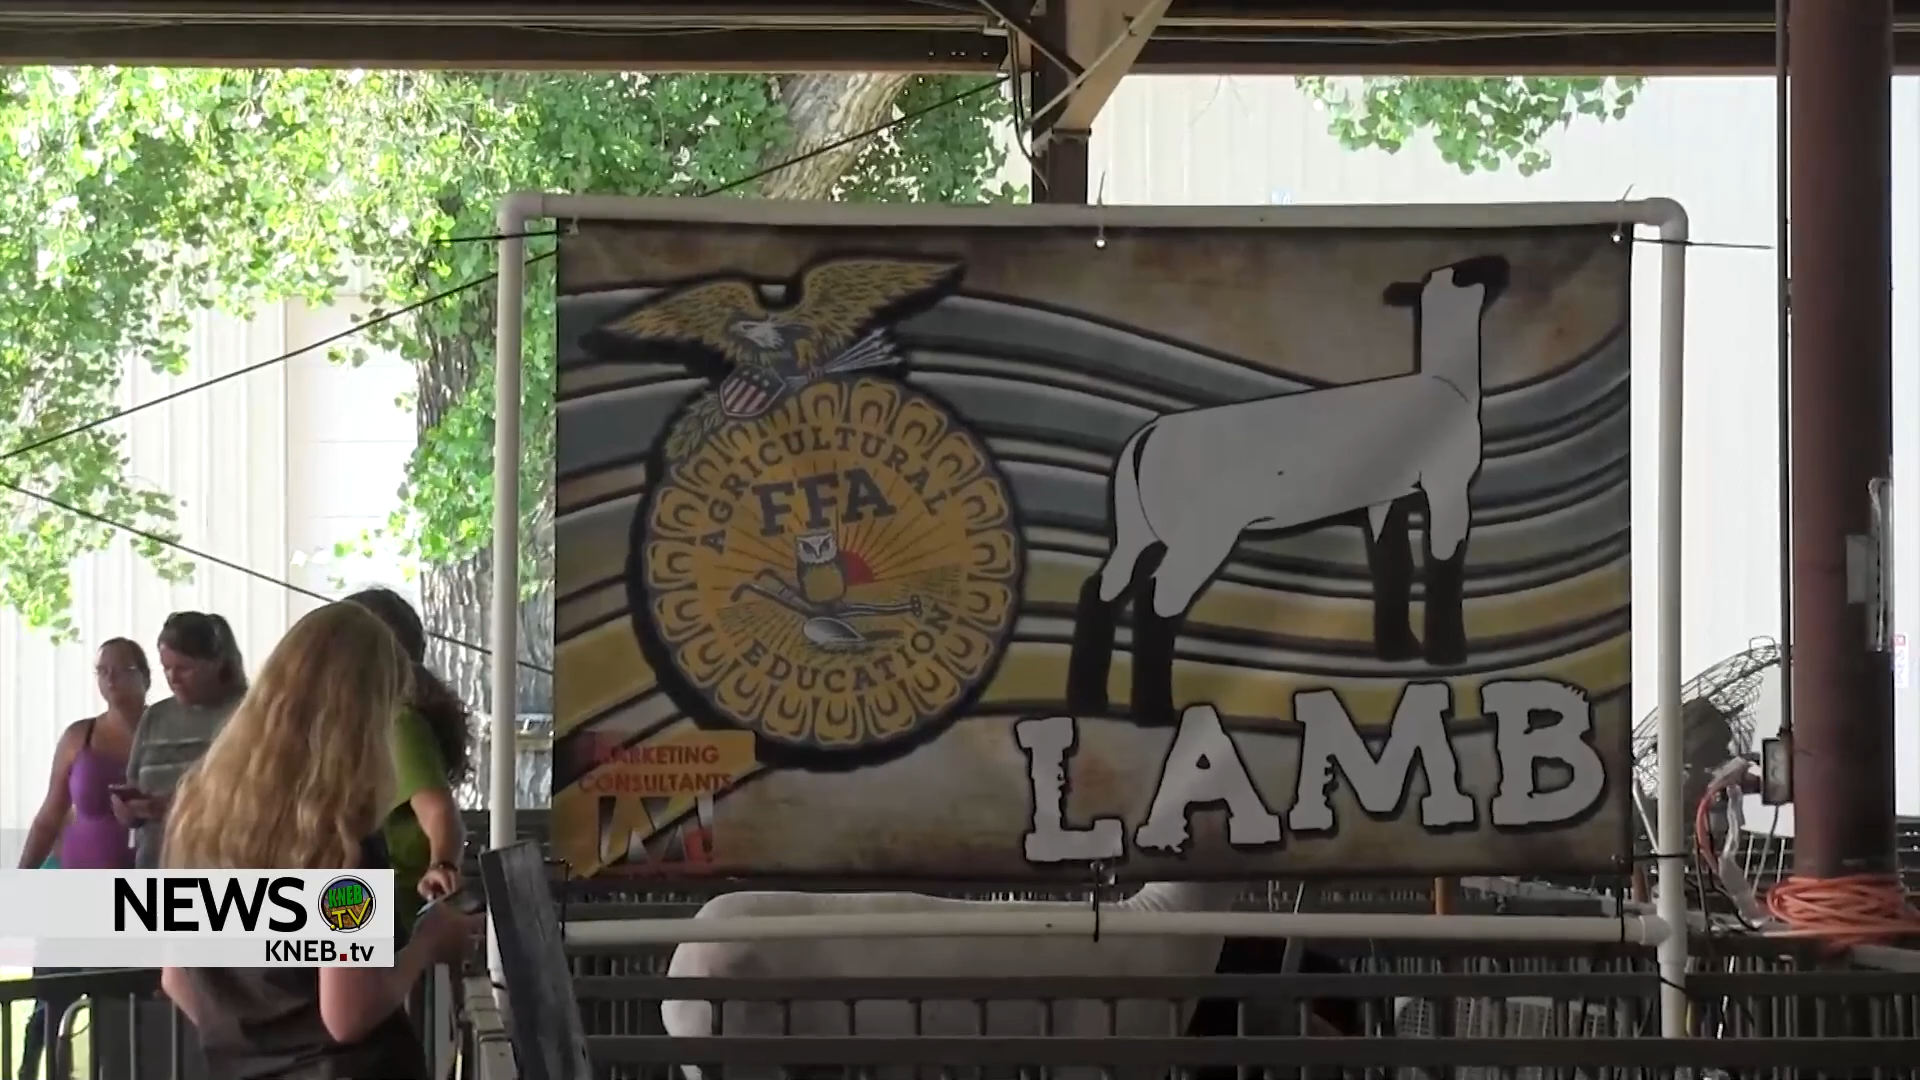 AGRICULTURAL
FFA
EDUCATION
MARKETING
CONSULTANTS
LAMB
NEWS
KNEB
TV
KNEB.tv